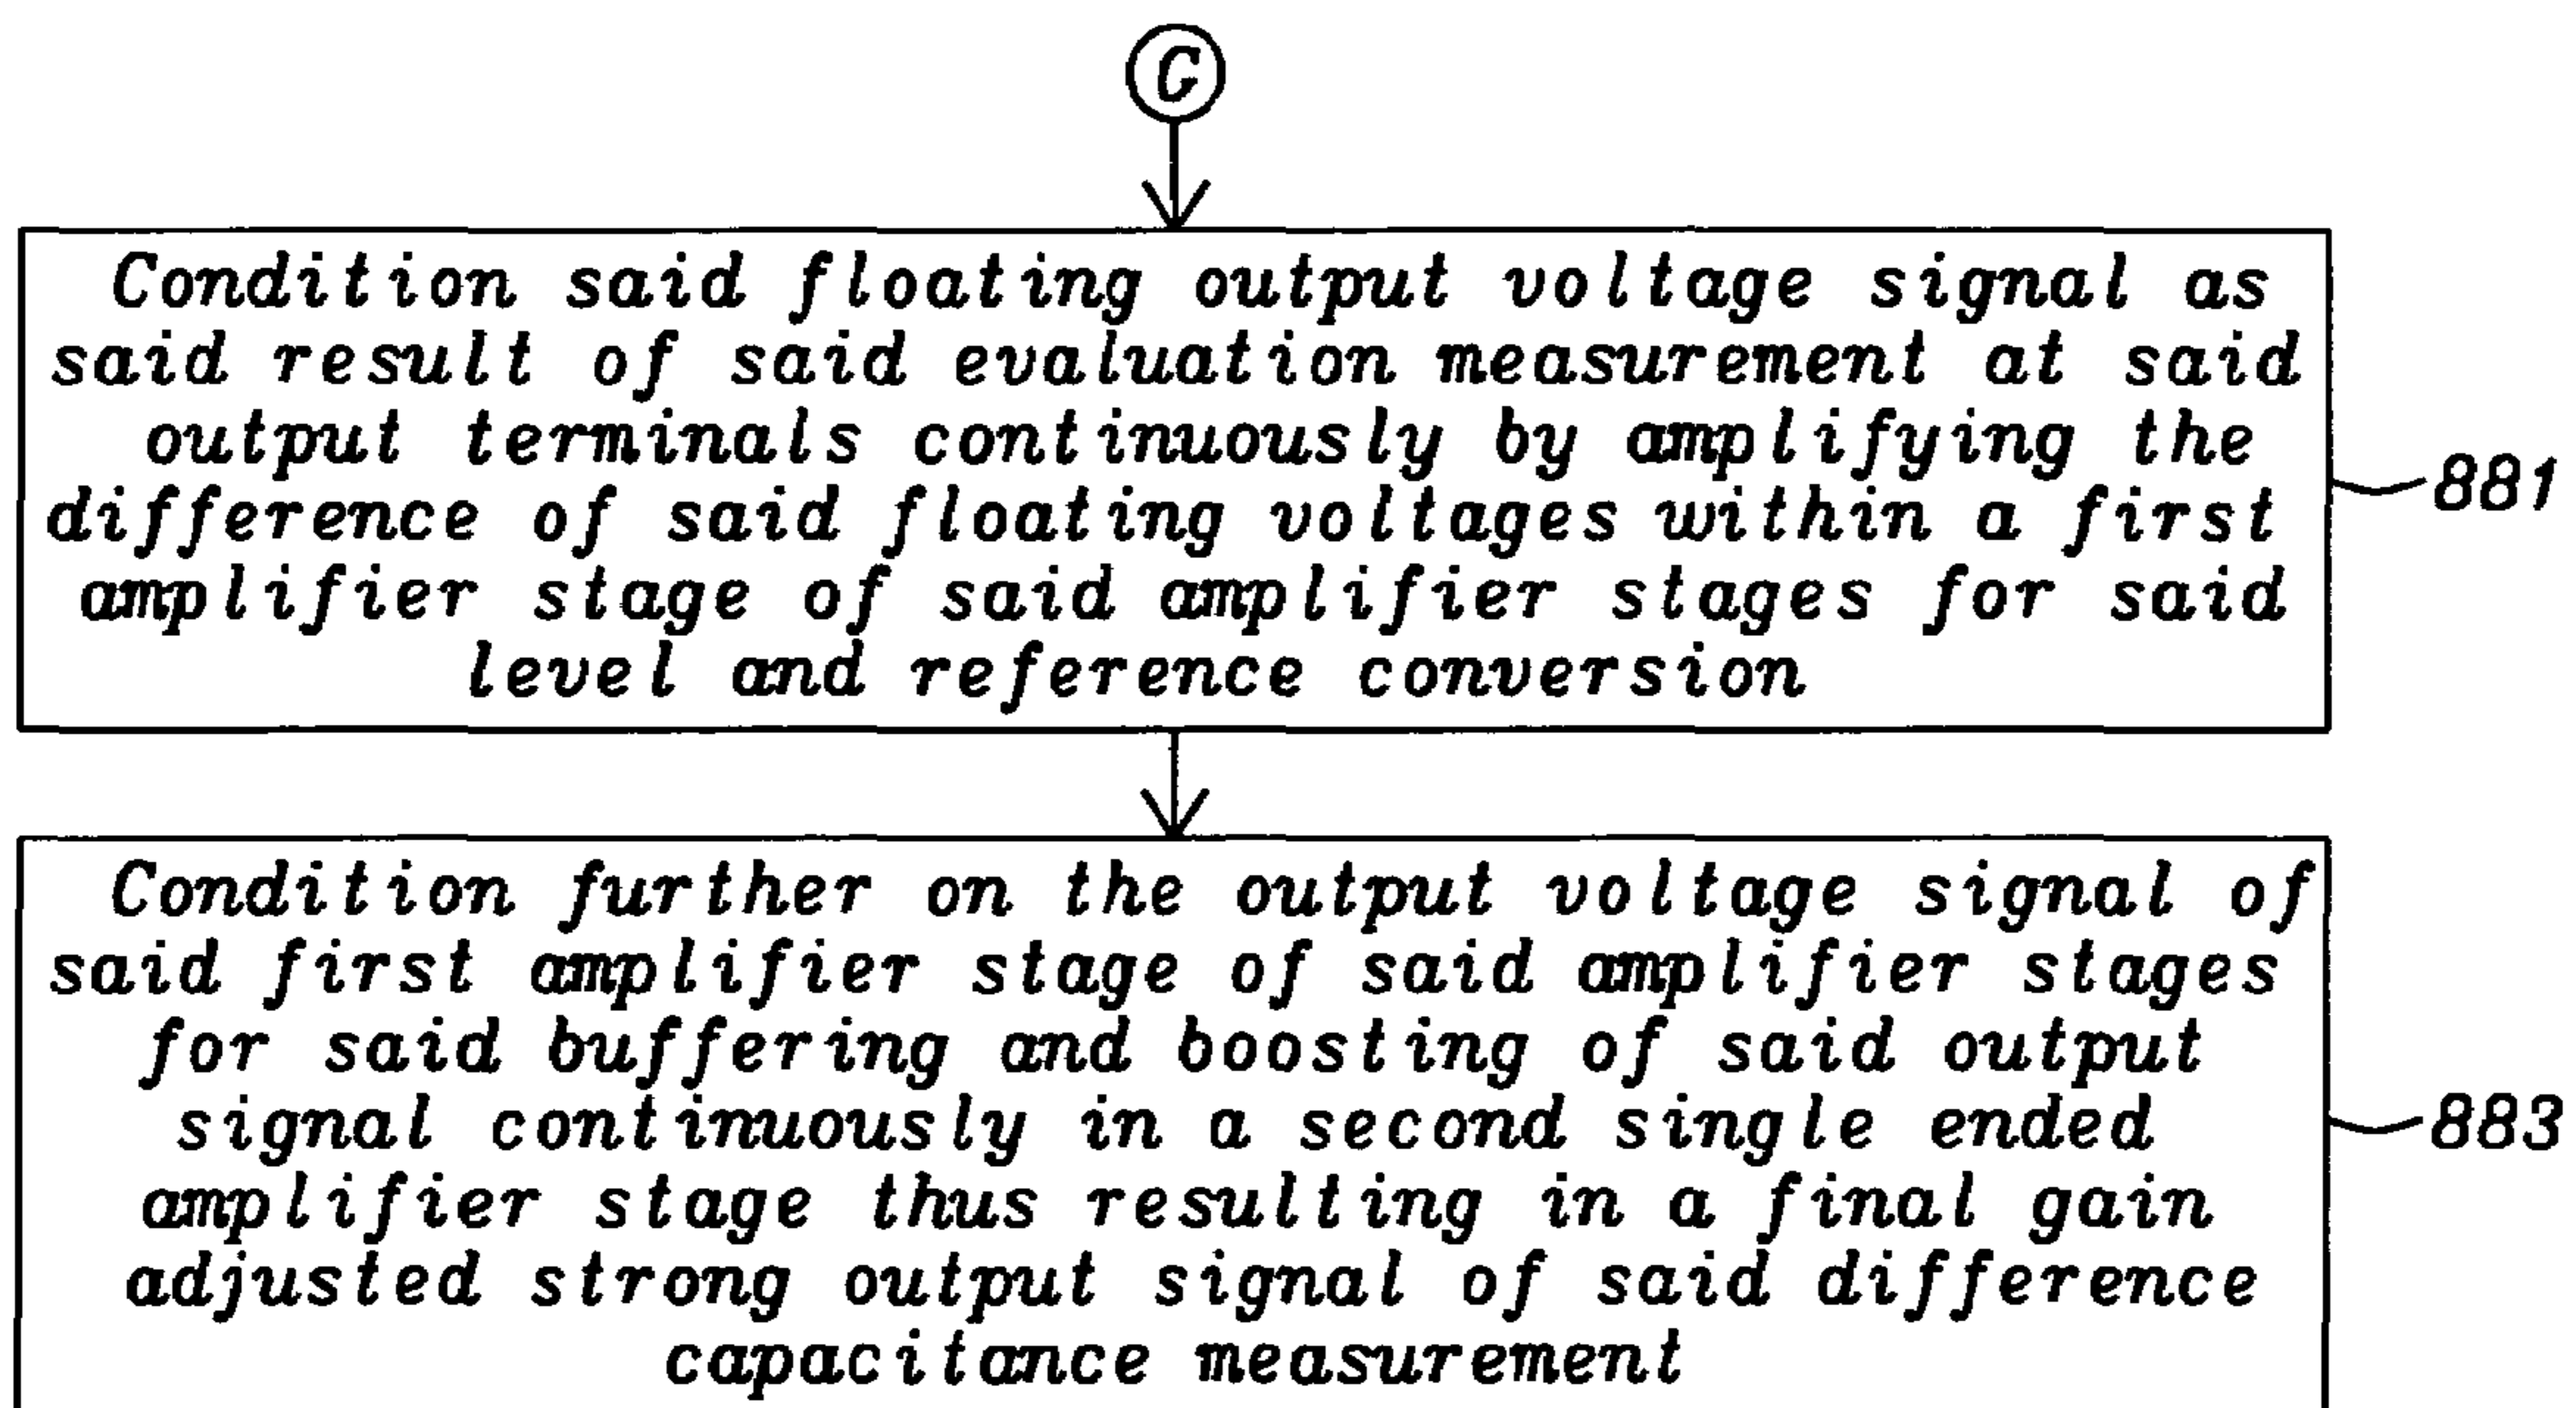 G
Condition said floating output voltage signal as
said result of said evaluation measurement at said
output terminals continuously by amplifying the
difference of said floating voltages within a first
amplifier stage of said amplifier stages for said
level and reference conversion
881
Condition further on the output voltage signal of
said first amplifier stage of said amplifier stages
for said buffering and boosting of said output
signal continuously in a second single ended
amplifier stage thus resulting in a final gain
adjusted strong output signal of said difference
capacitance measurement
883